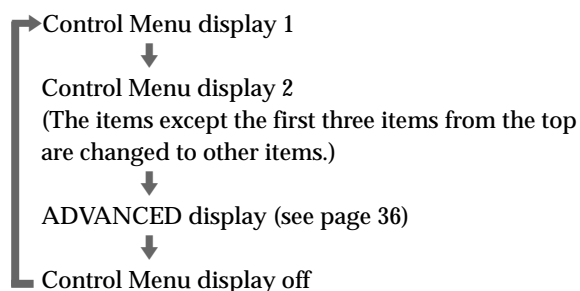 Control Menu display 1
Control Menu display 2
(The items except the first three items from the top
are changed to other items.)
ADVANCED display (see page 36)
Control Menu display off